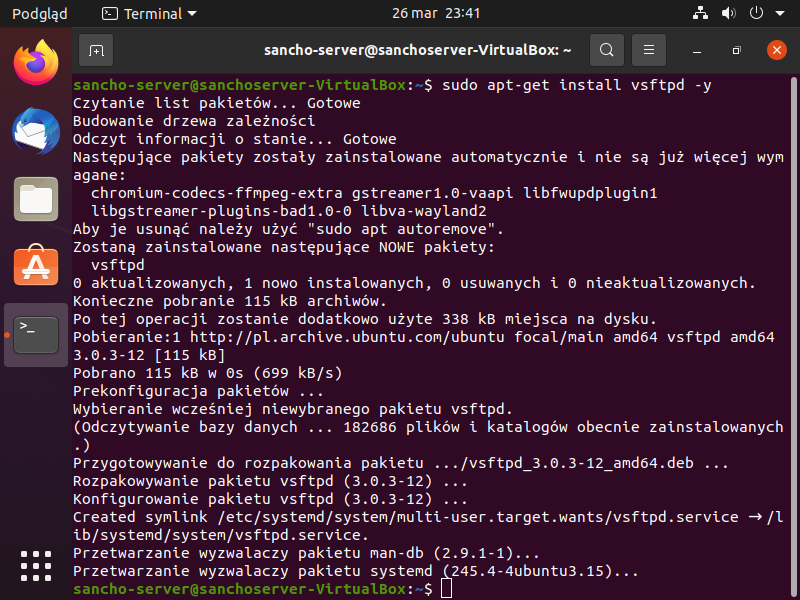 Podgląd
Terminal
26 mar 23:41
sancho-server@sanchoserver-VirtualBox: ~
sancho-server@sanchoserver-VirtualBox:~$ sudo apt-get install vsftpd -y
Czytanie list pakietów... Gotowe
Budowanie drzewa zależności
Odczyt informacji o stanie... Gotowe
Następujące pakiety zostały zainstalowane automatycznie i nie są już więcej wym
agane:
  chromium-codecs-ffmpeg-extra gstreamer1.0-vaapi libfwupdplugin1
  libgstreamer-plugins-bad1.0-0 libva-wayland2
Aby je usunąć należy użyć "sudo apt autoremove".
Zostaną zainstalowane następujące NOWE pakiety:
  vsftpd
0 aktualizowanych, 1 nowo instalowanych, 0 usuwanych i 0 nieaktualizowanych.
Konieczne pobranie 115 kB archiwów.
Po tej operacji zostanie dodatkowo użyte 338 kB miejsca na dysku.
Pobieranie:1 http://pl.archive.ubuntu.com/ubuntu focal/main amd64 vsftpd amd64
3.0.3-12 [115 kB]
Pobrano 115 kB w 0s (699 kB/s)
Prekonfiguracja pakietów ...
Wybieranie wcześniej niewybranego pakietu vsftpd.
(Odczytywanie bazy danych ... 182686 plików i katalogów obecnie zainstalowanych
.)
Przygotowywanie do rozpakowania pakietu .../vsftpd_3.0.3-12_amd64.deb ...
Rozpakowywanie pakietu vsftpd (3.0.3-12) ...
Konfigurowanie pakietu vsftpd (3.0.3-12) ...
Created symlink /etc/systemd/system/multi-user.target.wants/vsftpd.service → /l
ib/systemd/system/vsftpd.service.
Przetwarzanie wyzwalaczy pakietu man-db (2.9.1-1)...
Przetwarzanie wyzwalaczy pakietu systemd (245.4-4ubuntu3.15)...
sancho-server@sanchoserver-VirtualBox:~$